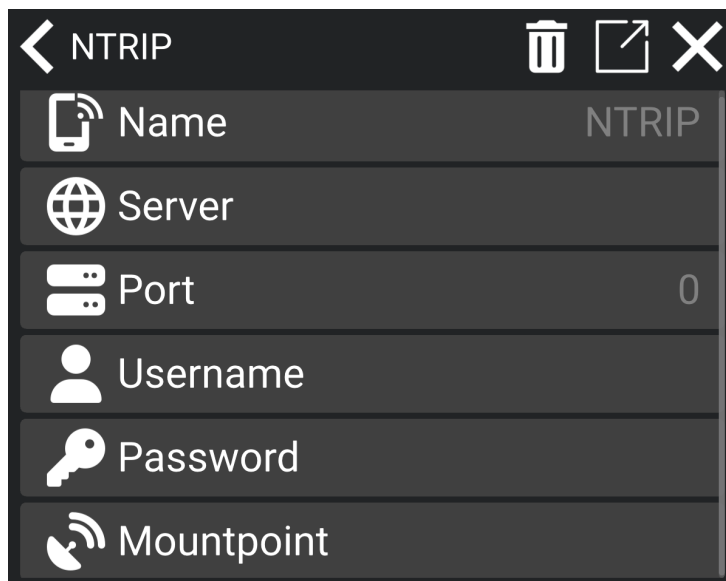 NTRIP
Name NTRIP
Server
Port 0
Username
Password
Mountpoint